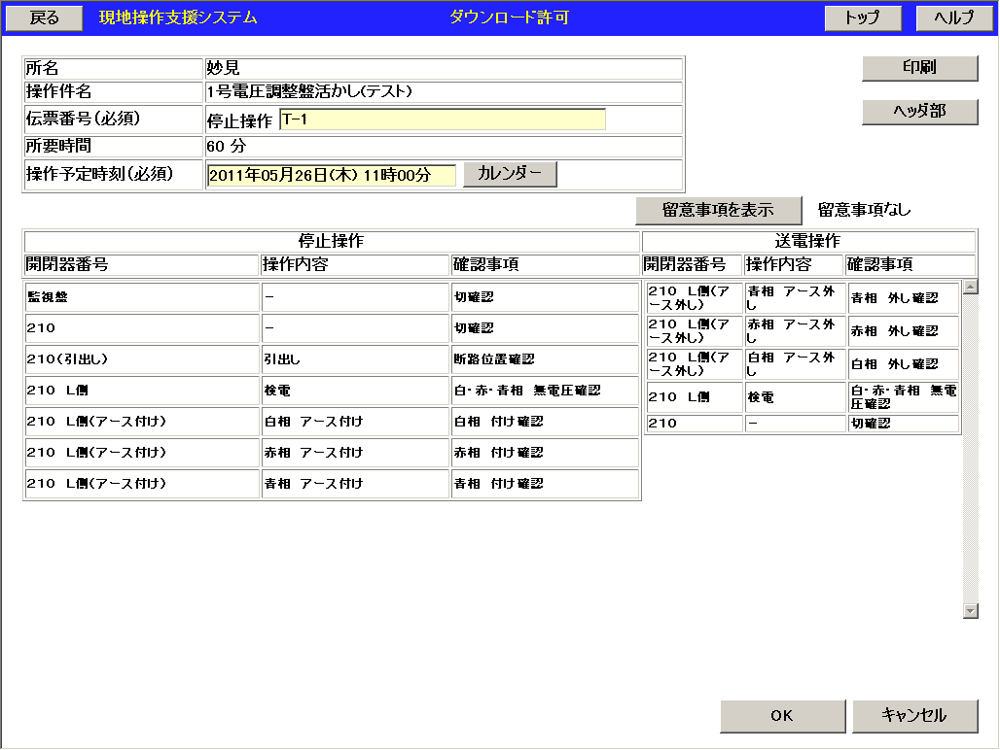 戻る 現地操作支援システム ダウンロード許可 トップ ヘルプ
所名 妙見
印刷
操作件名 1号電圧調整盤活かし(テスト)
ヘッダ部
伝票番号(必須) 停止操作 T-1
所要時間 60 分
操作予定時刻(必須) 2011年05月26日(木) 11時00分 カレンダー
留意事項を表示 留意事項なし
停止操作 送電操作
開閉器番号 操作内容 確認事項 開閉器番号 操作内容 確認事項
監視盤 − 切確認
210 − 切確認
210(引出し) 引出し 断路位置確認
210 L側 検電 白・赤・青相 無電圧確認
210 L側(アース付け) 白相 アース付け 白相 付け確認
210 L側(アース付け) 赤相 アース付け 赤相 付け確認
210 L側(アース付け) 青相 アース付け 青相 付け確認
210 L側(ア
ース外し)
青相 アース外
し
青相 外し確認
210 L側(ア
ース外し)
赤相 アース外
し
赤相 外し確認
210 L側(ア
ース外し)
白相 アース外
し
白相 外し確認
210 L側 検電
白・赤・青相 無電
圧確認
210 − 切確認
OK キャンセル